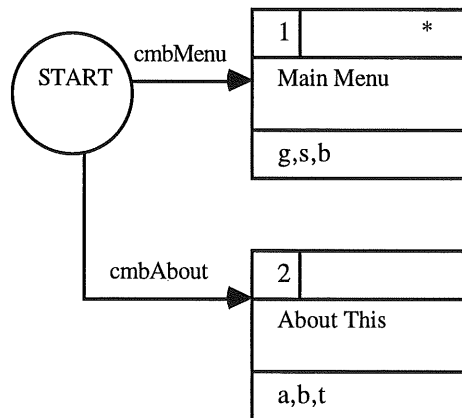 START
cmbMenu
1 *
Main Menu
g,s,b
cmbAbout
2
About This
a,b,t